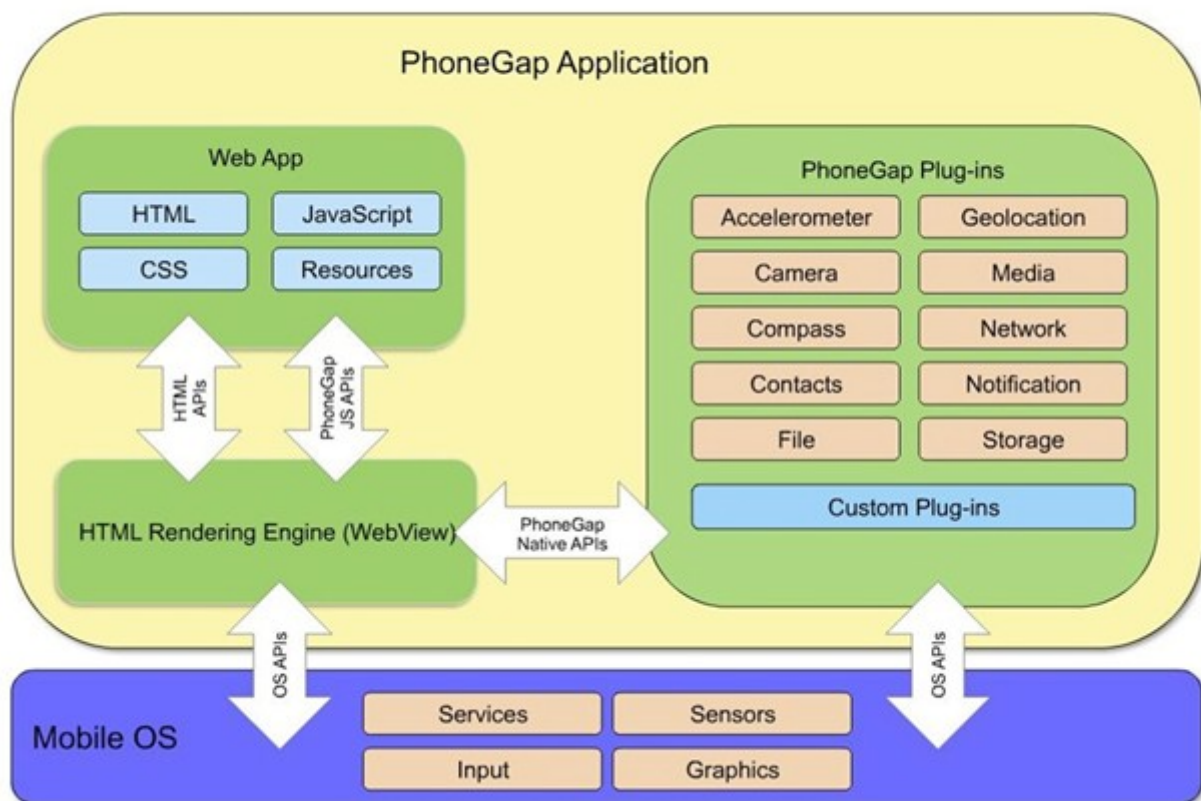 PhoneGap Application
Web App
HTML
JavaScript
CSS
Resources
HTML
APIs
PhoneGap
JS APIs
HTML Rendering Engine (WebView)
PhoneGap
Native APIs
PhoneGap Plug-ins
Accelerometer
Geolocation
Camera
Media
Compass
Network
Contacts
Notification
File
Storage
Custom Plug-ins
OS APIs
OS APIs
Mobile OS
Services
Sensors
Input
Graphics